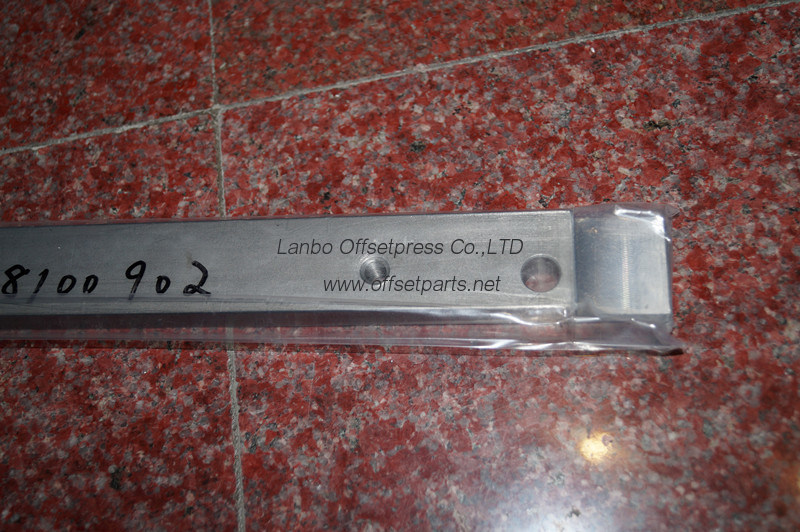 Lanbo Offsetpress Co.,LTD
8100 902
www.offsetparts.net